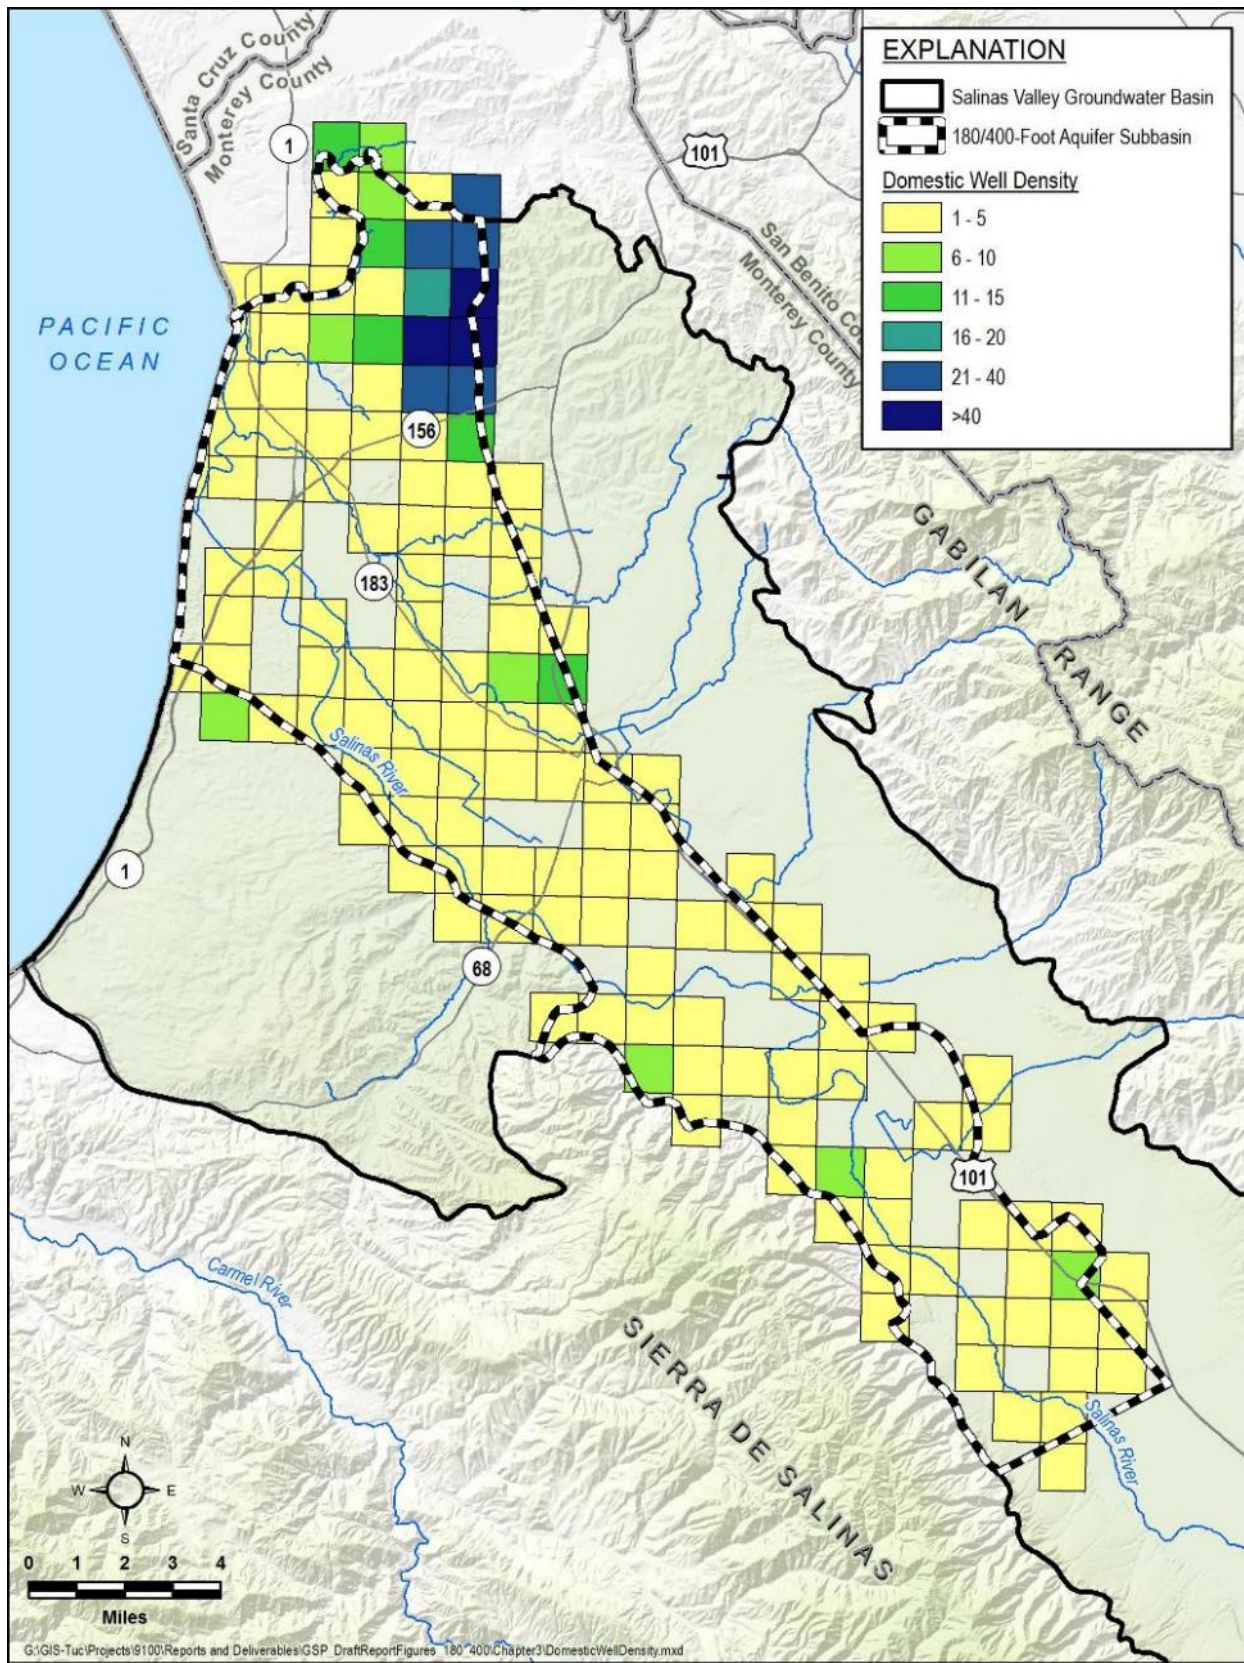 Santa Cruz County
Monterey County
1
101
EXPLANATION
Salinas Valley Groundwater Basin
180/400-Foot Aquifer Subbasin
Domestic Well Density
1 - 5
6 - 10
11 - 15
16 - 20
21 - 40
>40
San Benito Co
Monterey County
PACIFIC
OCEAN
156
183
GABILAN
RANGE
Salinas River
1
68
101
Carmel River
SIERRA DE SALINAS
Salinas River
N
W E
S
0 1 2 3 4
Miles
G:\GIS-Tuc\Projects\9100\Reports and Deliverables\GSP_DraftReportFigures_180_400\Chapter3\DomesticWellDensity.mxd